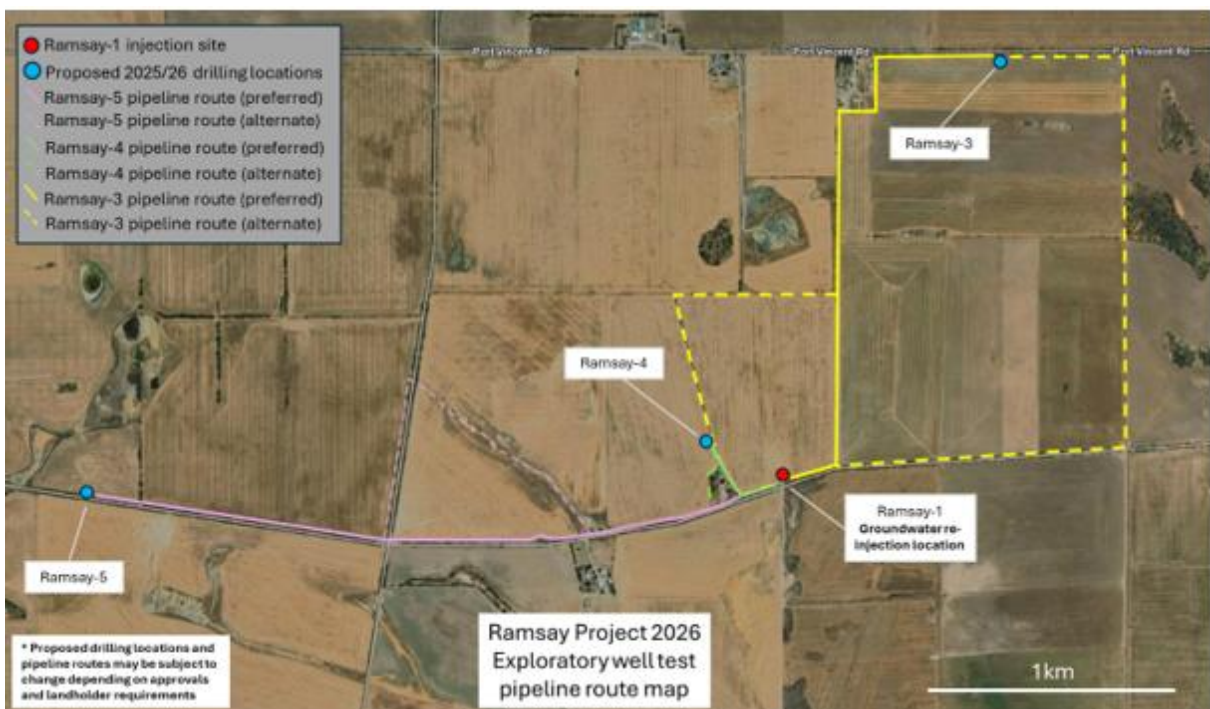 Ramsay-1 injection site
Proposed 2025/26 drilling locations
Ramsay-5 pipeline route (preferred)
Ramsay-5 pipeline route (alternate)
Ramsay-4 pipeline route (preferred)
Ramsay-4 pipeline route (alternate)
Ramsay-3 pipeline route (preferred)
Ramsay-3 pipeline route (alternate)
Port Vincent Rd
Port Vincent Rd
Port Vincent Rd
Ramsay-3
Ramsay-4
Ramsay-1
Groundwater re-
injection location
Ramsay-5
* Proposed drilling locations and
pipeline routes may be subject to
change depending on approvals
and landholder requirements
Ramsay Project 2026
Exploratory well test
pipeline route map
1km